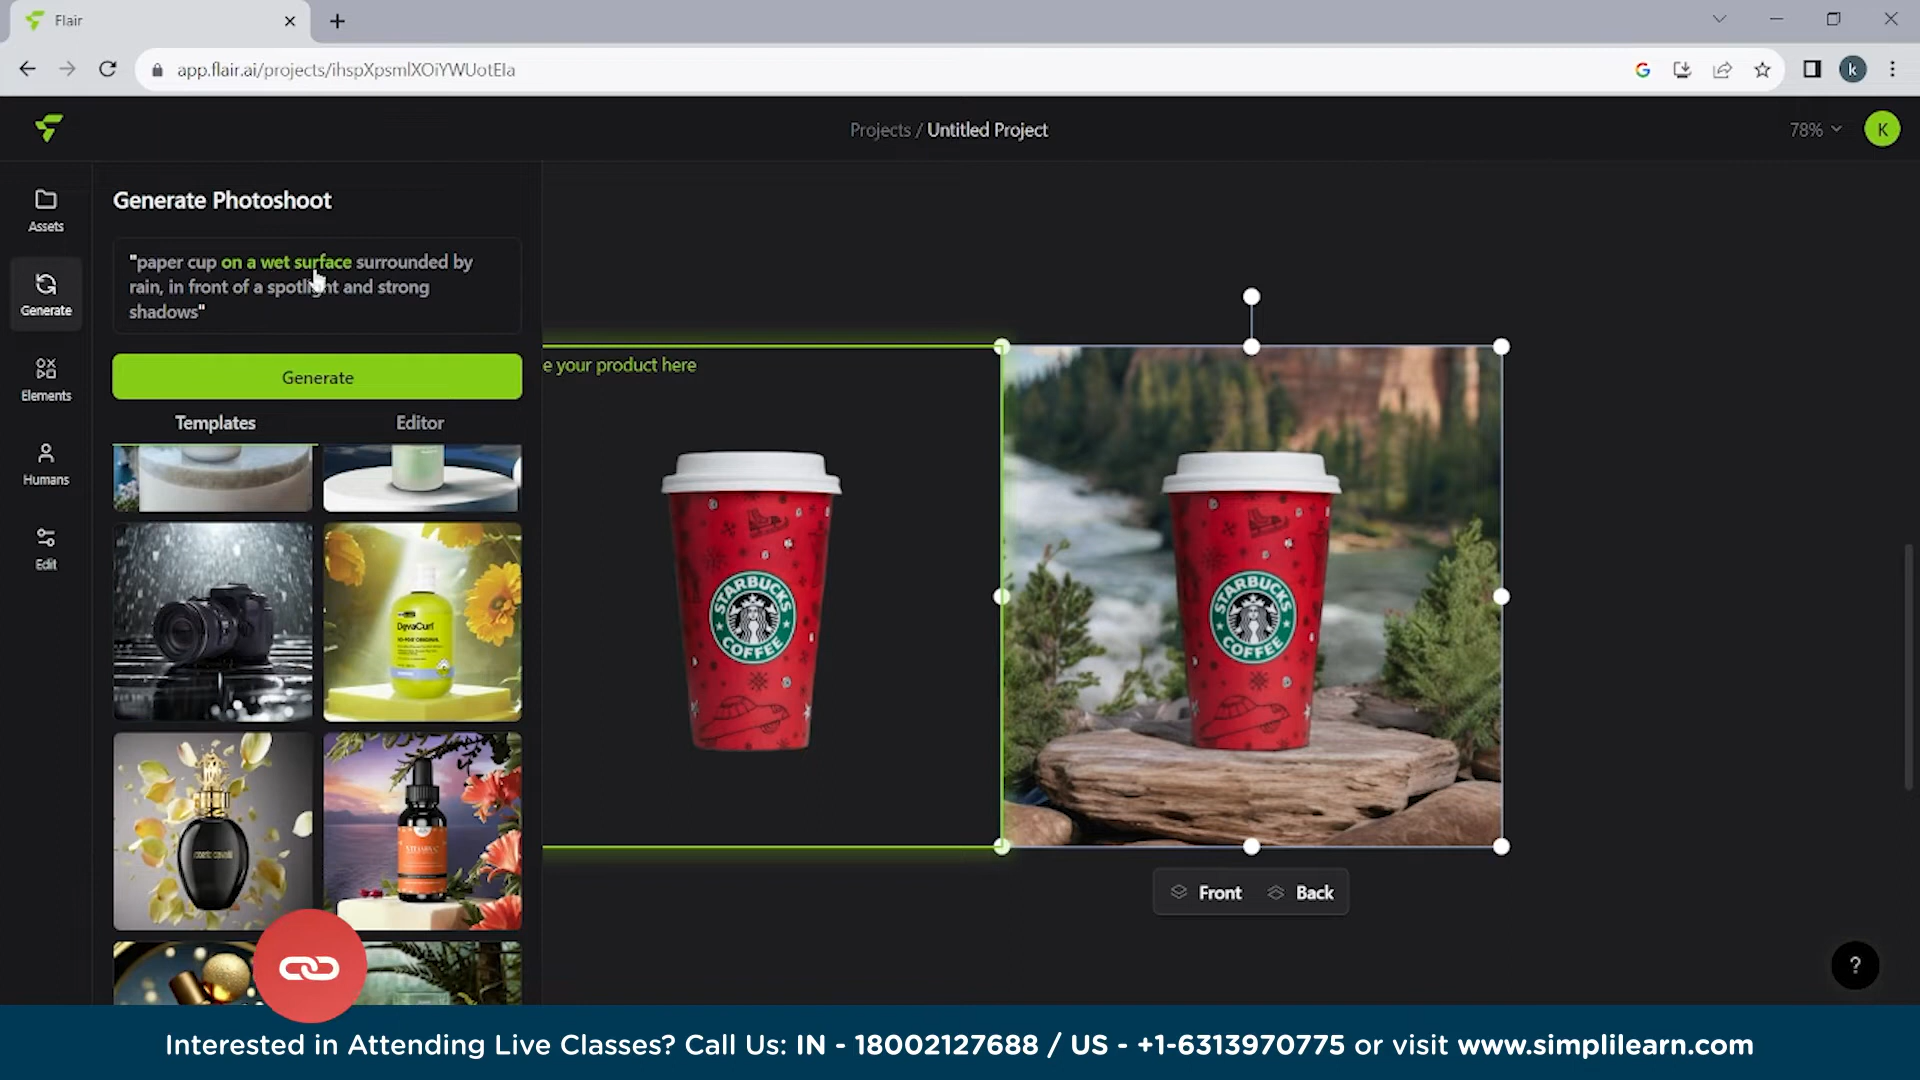 Flair
app.flair.ai/projects/ihspXpsmlXOiYWUotEla
k
Projects / Untitled Project
78%
K
Assets
Generate
Elements
Humans
Edit
Generate Photoshoot
"paper cup on a wet surface surrounded by
rain, in front of a spotlight and strong
shadows"
Generate
Templates
Editor
DevaCurl
VITAMIN C
e your product here
STARBUCKS
COFFEE
STARBUCKS
COFFEE
Front
Back
?
Interested in Attending Live Classes? Call Us: IN - 18002127688 / US - +1-6313970775 or visit www.simplilearn.com